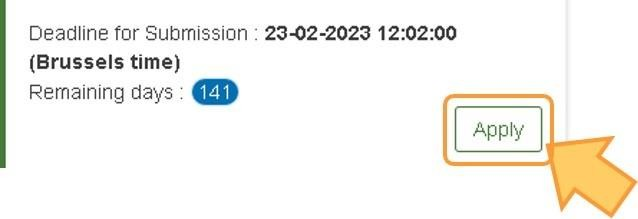 Deadline for Submission : 23-02-2023 12:02:00
(Brussels time)
Remaining days : 141
Apply